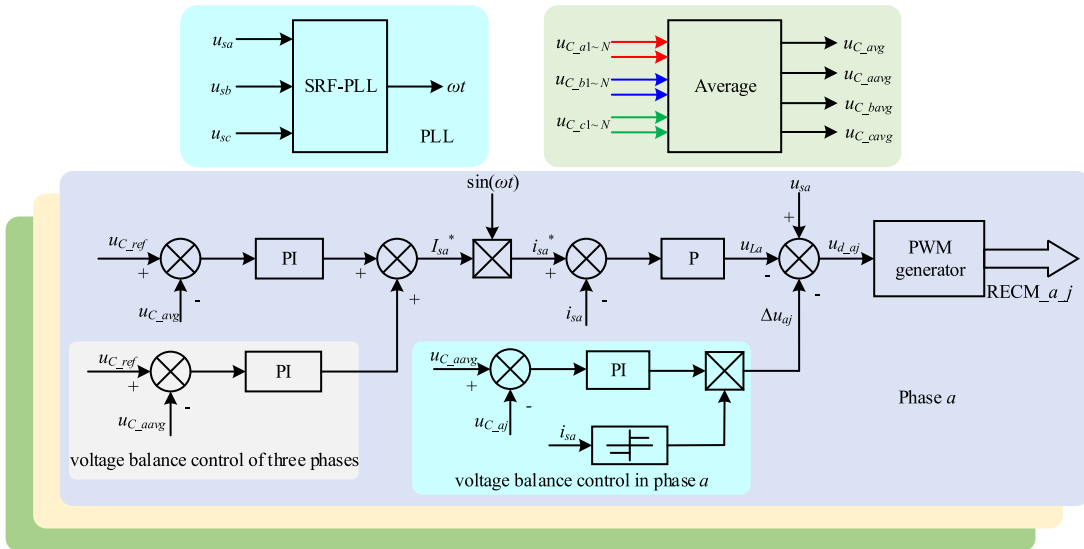 u_sa
u_sb
u_sc
SRF-PLL
ωt
PLL
u_C_a1~N
u_C_b1~N
u_C_c1~N
Average
u_C_avg
u_C_aavg
u_C_bavg
u_C_cavg
sin(ωt)
u_sa
u_C_ref
+
-
u_C_avg
PI
+
+
I_sa*
i_sa*
+
-
i_sa
P
u_La
-
+
-
u_d_aj
PWM
generator
RECM_a_j
Δu_aj
u_C_ref
+
-
u_C_aavg
PI
voltage balance control of three phases
u_C_aavg
+
-
u_C_aj
PI
i_sa
voltage balance control in phase a
Phase a